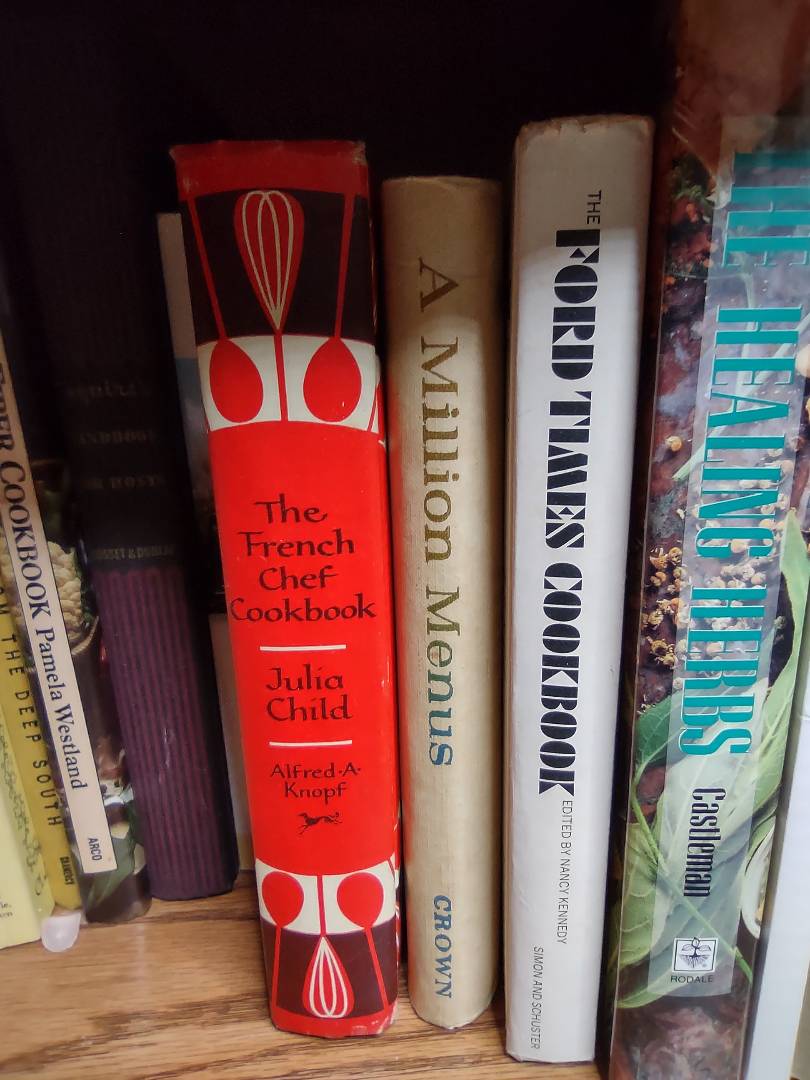 COOKBOOK Pamela Westland
ARCO
THE DEEP SOUTH
The
French
Chef
Cookbook
Julia
Child
Alfred·A·
Knopf
A Million Menus
CROWN
THE FORD TIMES COOKBOOK
EDITED BY NANCY KENNEDY
SIMON AND SCHUSTER
THE HEALING HERBS
Castleman
RODALE